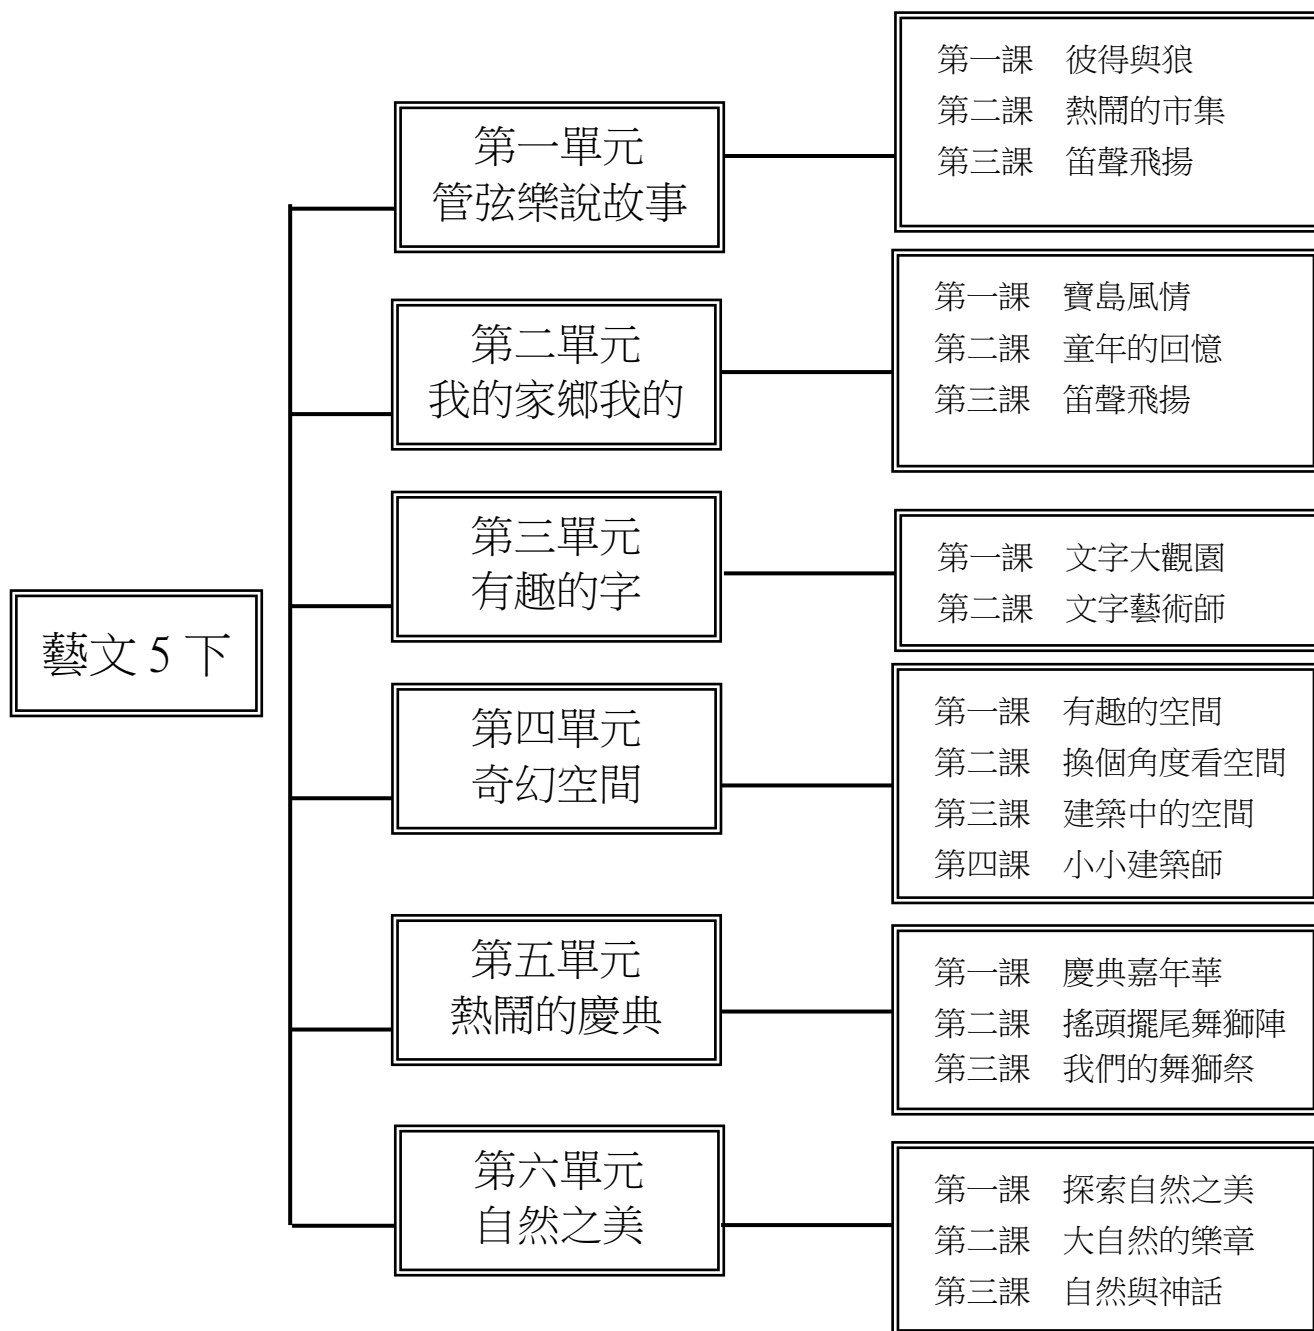 藝文 5 下
第一單元
管弦樂說故事
第一課　彼得與狼
第二課　熱鬧的市集
第三課　笛聲飛揚
第二單元
我的家鄉我的
第一課　寶島風情
第二課　童年的回憶
第三課　笛聲飛揚
第三單元
有趣的字
第一課　文字大觀園
第二課　文字藝術師
第四單元
奇幻空間
第一課　有趣的空間
第二課　換個角度看空間
第三課　建築中的空間
第四課　小小建築師
第五單元
熱鬧的慶典
第一課　慶典嘉年華
第二課　搖頭擺尾舞獅陣
第三課　我們的舞獅祭
第六單元
自然之美
第一課　探索自然之美
第二課　大自然的樂章
第三課　自然與神話